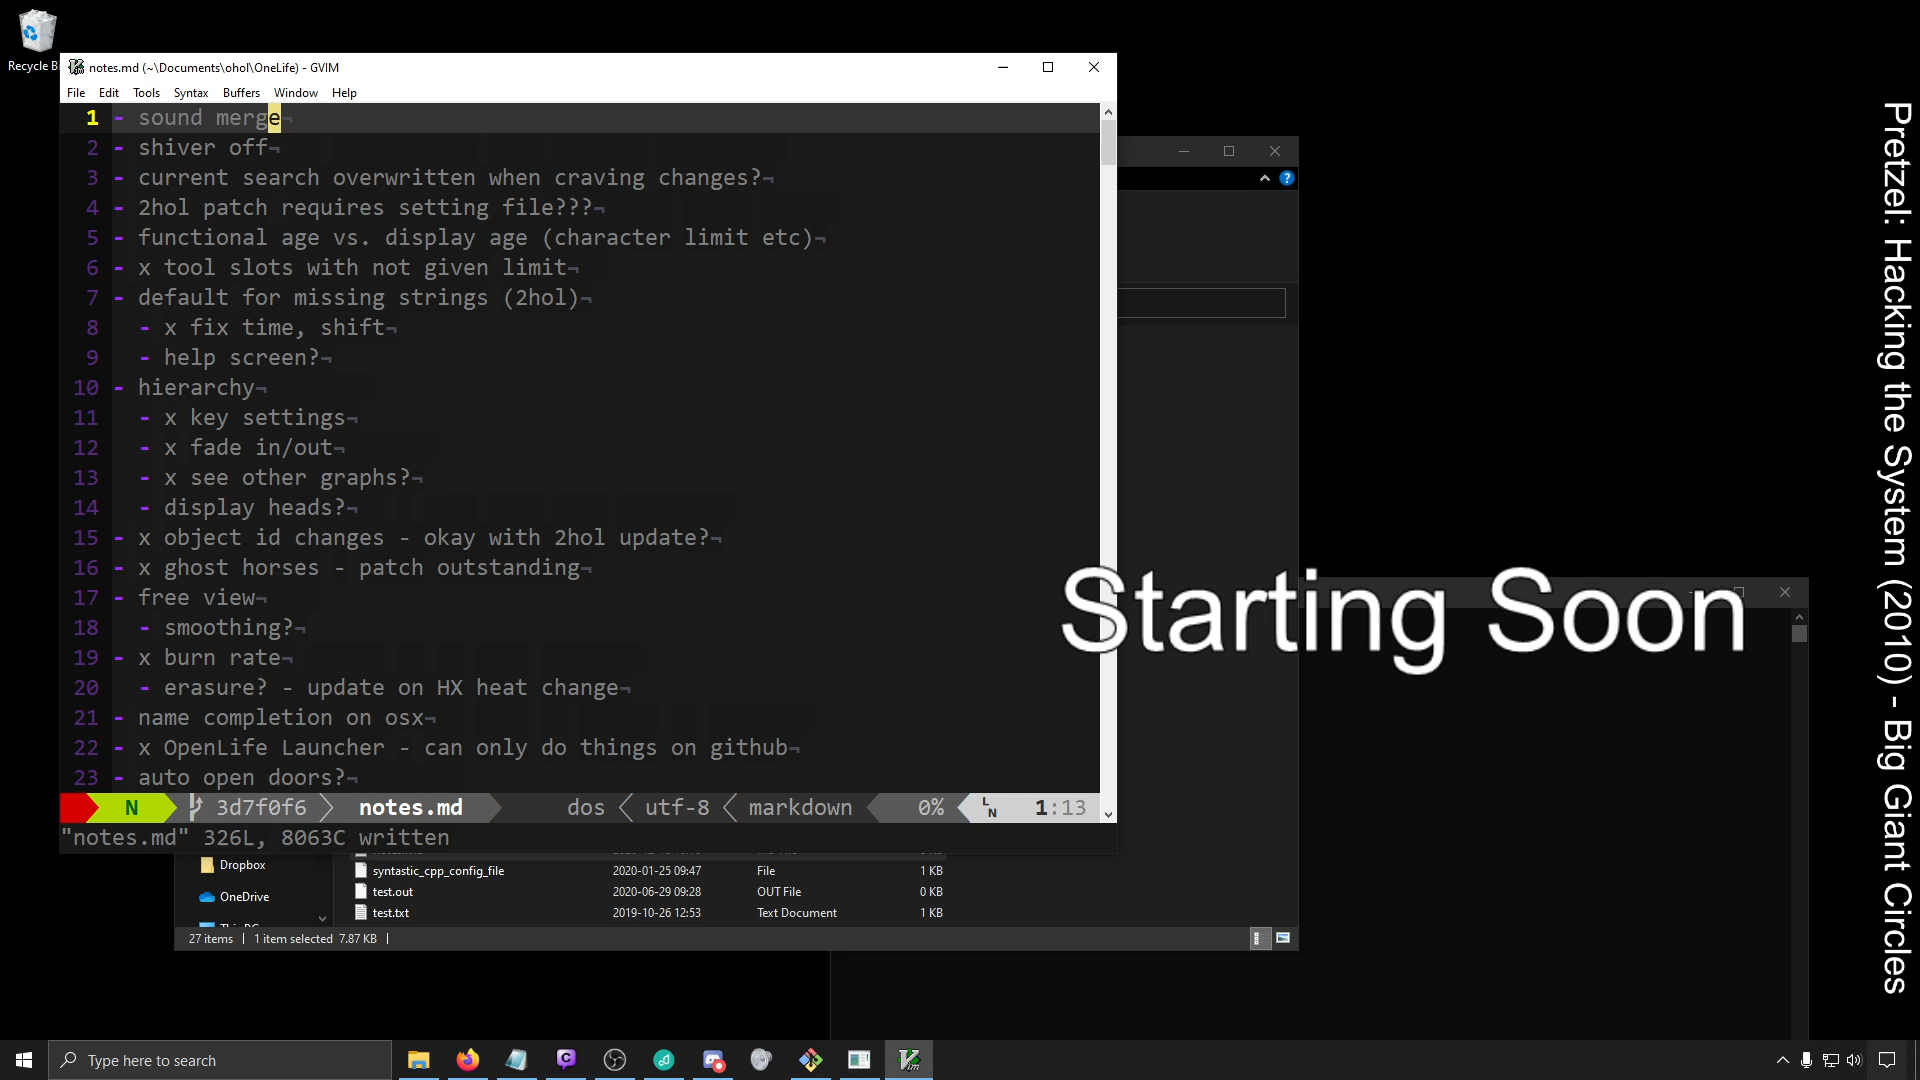 Recycle B
notes.md (~\Documents\ohol\OneLife) - GVIM
File Edit Tools Syntax Buffers Window Help
1 - sound merge¬
2 - shiver off¬
3 - current search overwritten when craving changes?¬
4 - 2hol patch requires setting file???¬
5 - functional age vs. display age (character limit etc)¬
6 - x tool slots with not given limit¬
7 - default for missing strings (2hol)¬
8 - x fix time, shift¬
9 - help screen?¬
10 - hierarchy¬
11 - x key settings¬
12 - x fade in/out¬
13 - x see other graphs?¬
14 - display heads?¬
15 - x object id changes - okay with 2hol update?¬
16 - x ghost horses - patch outstanding¬
17 - free view¬
18 - smoothing?¬
19 - x burn rate¬
20 - erasure? - update on HX heat change¬
21 - name completion on osx¬
22 - x OpenLife Launcher - can only do things on github¬
23 - auto open doors?¬
N 3d7f0f6 notes.md dos utf-8 markdown 0% LN 1:13
"notes.md" 326L, 8063C written
Starting Soon
Pretzel: Hacking the System (2010) - Big Giant Circles
Dropbox
OneDrive
syntastic_cpp_config_file 2020-01-25 09:47 File 1 KB
test.out 2020-06-29 09:28 OUT File 0 KB
test.txt 2019-10-26 12:53 Text Document 1 KB
27 items 1 item selected 7.87 KB
Type here to search